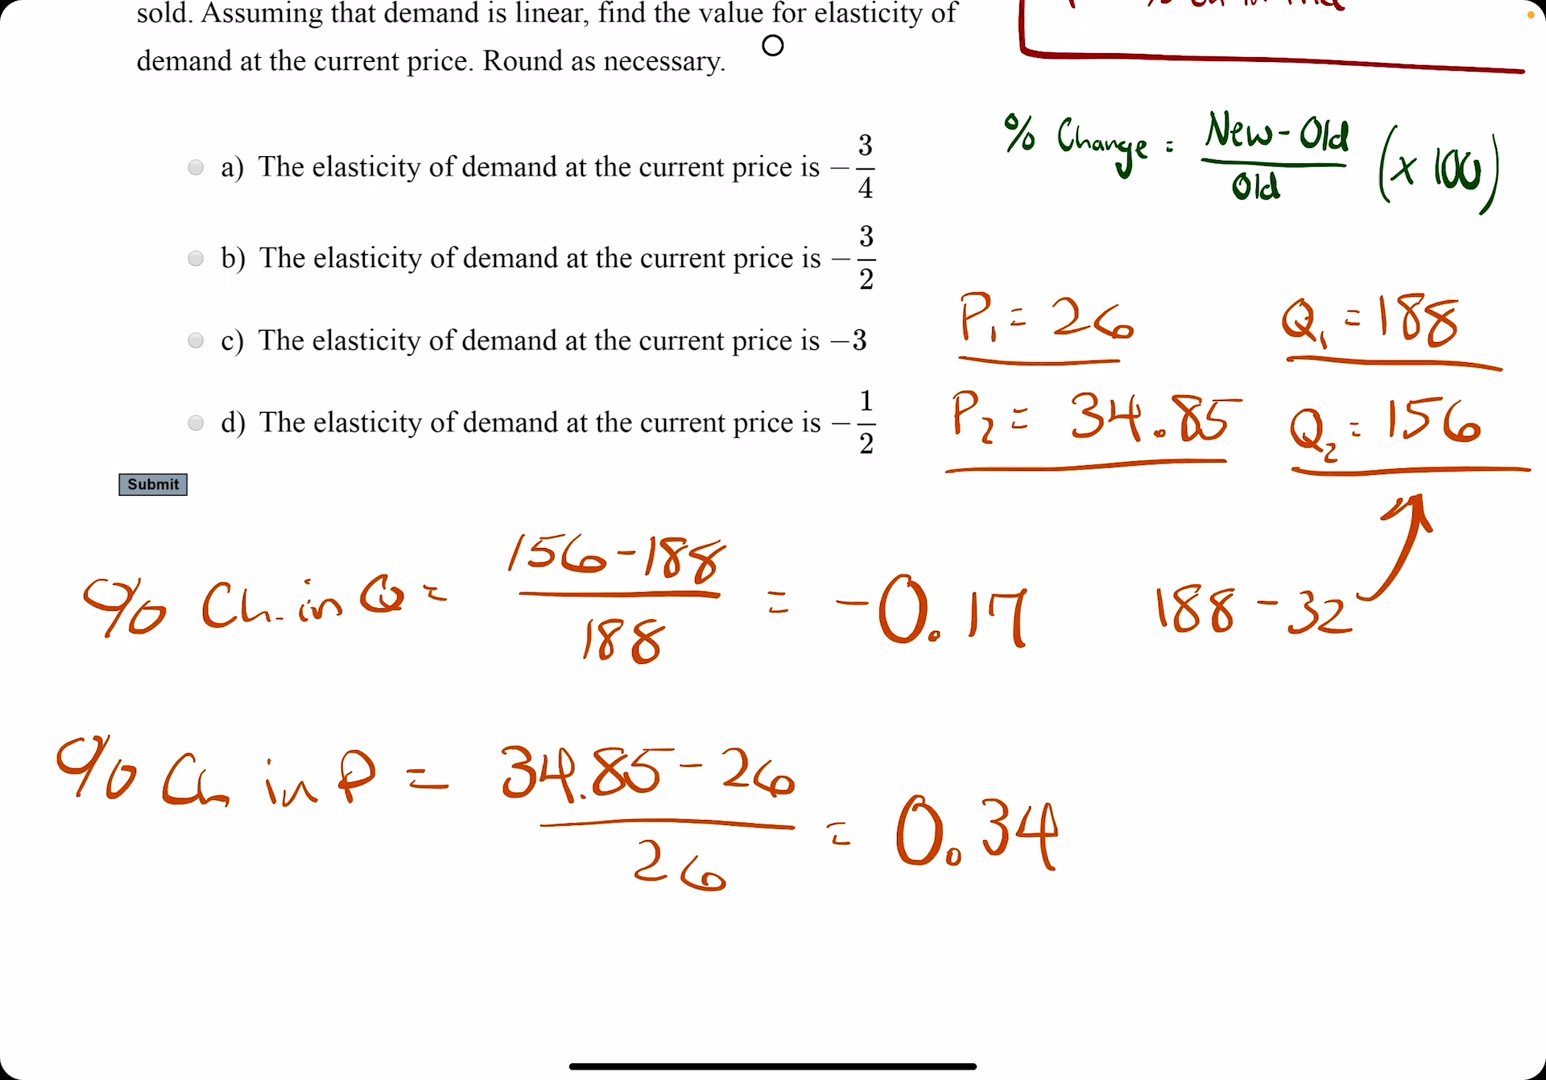 sold. Assuming that demand is linear, find the value for elasticity of
demand at the current price. Round as necessary.
% Change = New - Old / Old (x 100)
a) The elasticity of demand at the current price is −3/4
b) The elasticity of demand at the current price is −3/2
c) The elasticity of demand at the current price is −3
d) The elasticity of demand at the current price is −1/2
Submit
P₁ = 26 Q₁ = 188
P₂ = 34.85 Q₂ = 156
188 - 32
% Ch. in Q = 156 - 188 / 188 = -0.17
% Ch in P = 34.85 - 26 / 26 = 0.34